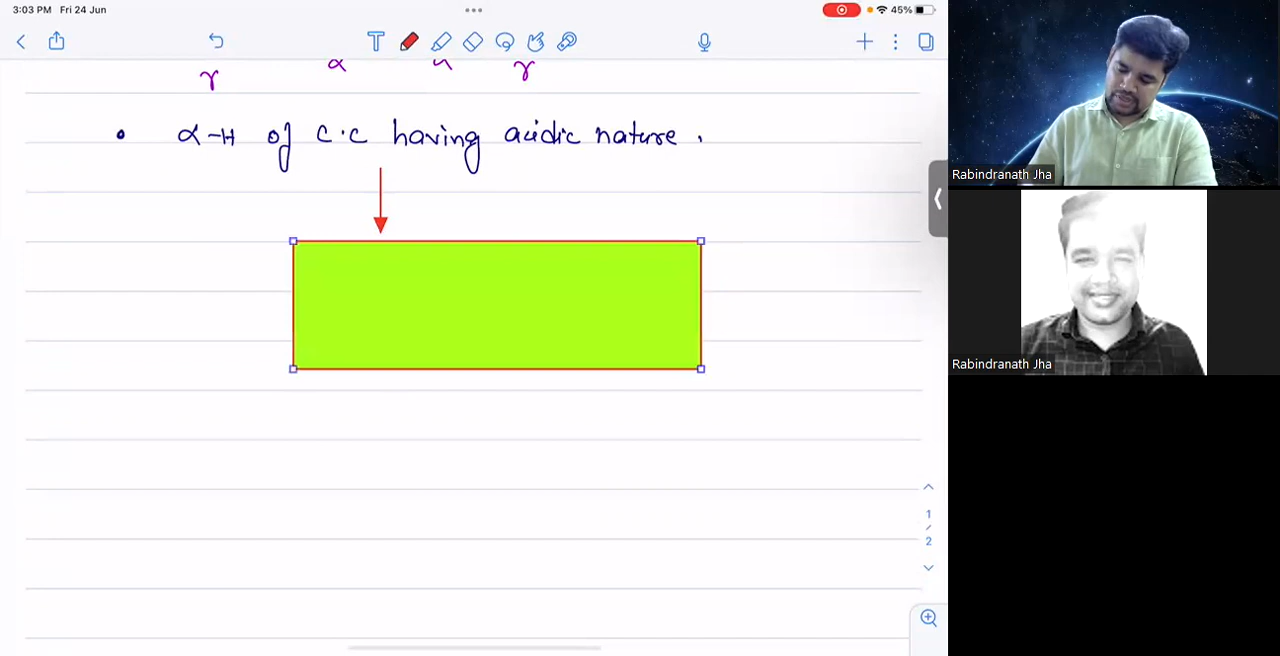 3:03 PM Fri 24 Jun
45%
T
γ α γ
• α-H of C.C having acidic nature.
1
2
Rabindranath Jha
Rabindranath Jha